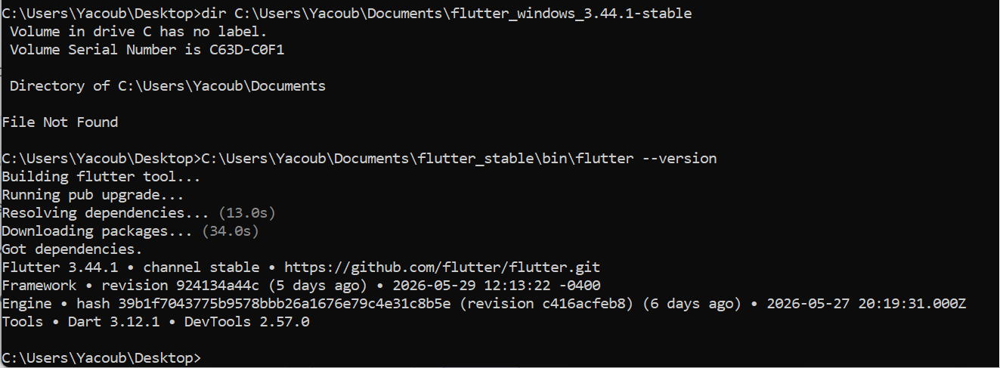 C:\Users\Yacoub\Desktop>dir C:\Users\Yacoub\Documents\flutter_windows_3.44.1-stable
Volume in drive C has no label.
Volume Serial Number is C63D-C0F1
Directory of C:\Users\Yacoub\Documents
File Not Found
C:\Users\Yacoub\Desktop>C:\Users\Yacoub\Documents\flutter_stable\bin\flutter --version
Building flutter tool...
Running pub upgrade...
Resolving dependencies... (13.0s)
Downloading packages... (34.0s)
Got dependencies.
Flutter 3.44.1 • channel stable • https://github.com/flutter/flutter.git
Framework • revision 924134a44c (5 days ago) • 2026-05-29 12:13:22 -0400
Engine • hash 39b1f7043775b9578bbb26a1676e79c4e31c8b5e (revision c416acfeb8) (6 days ago) • 2026-05-27 20:19:31.000Z
Tools • Dart 3.12.1 • DevTools 2.57.0
C:\Users\Yacoub\Desktop>